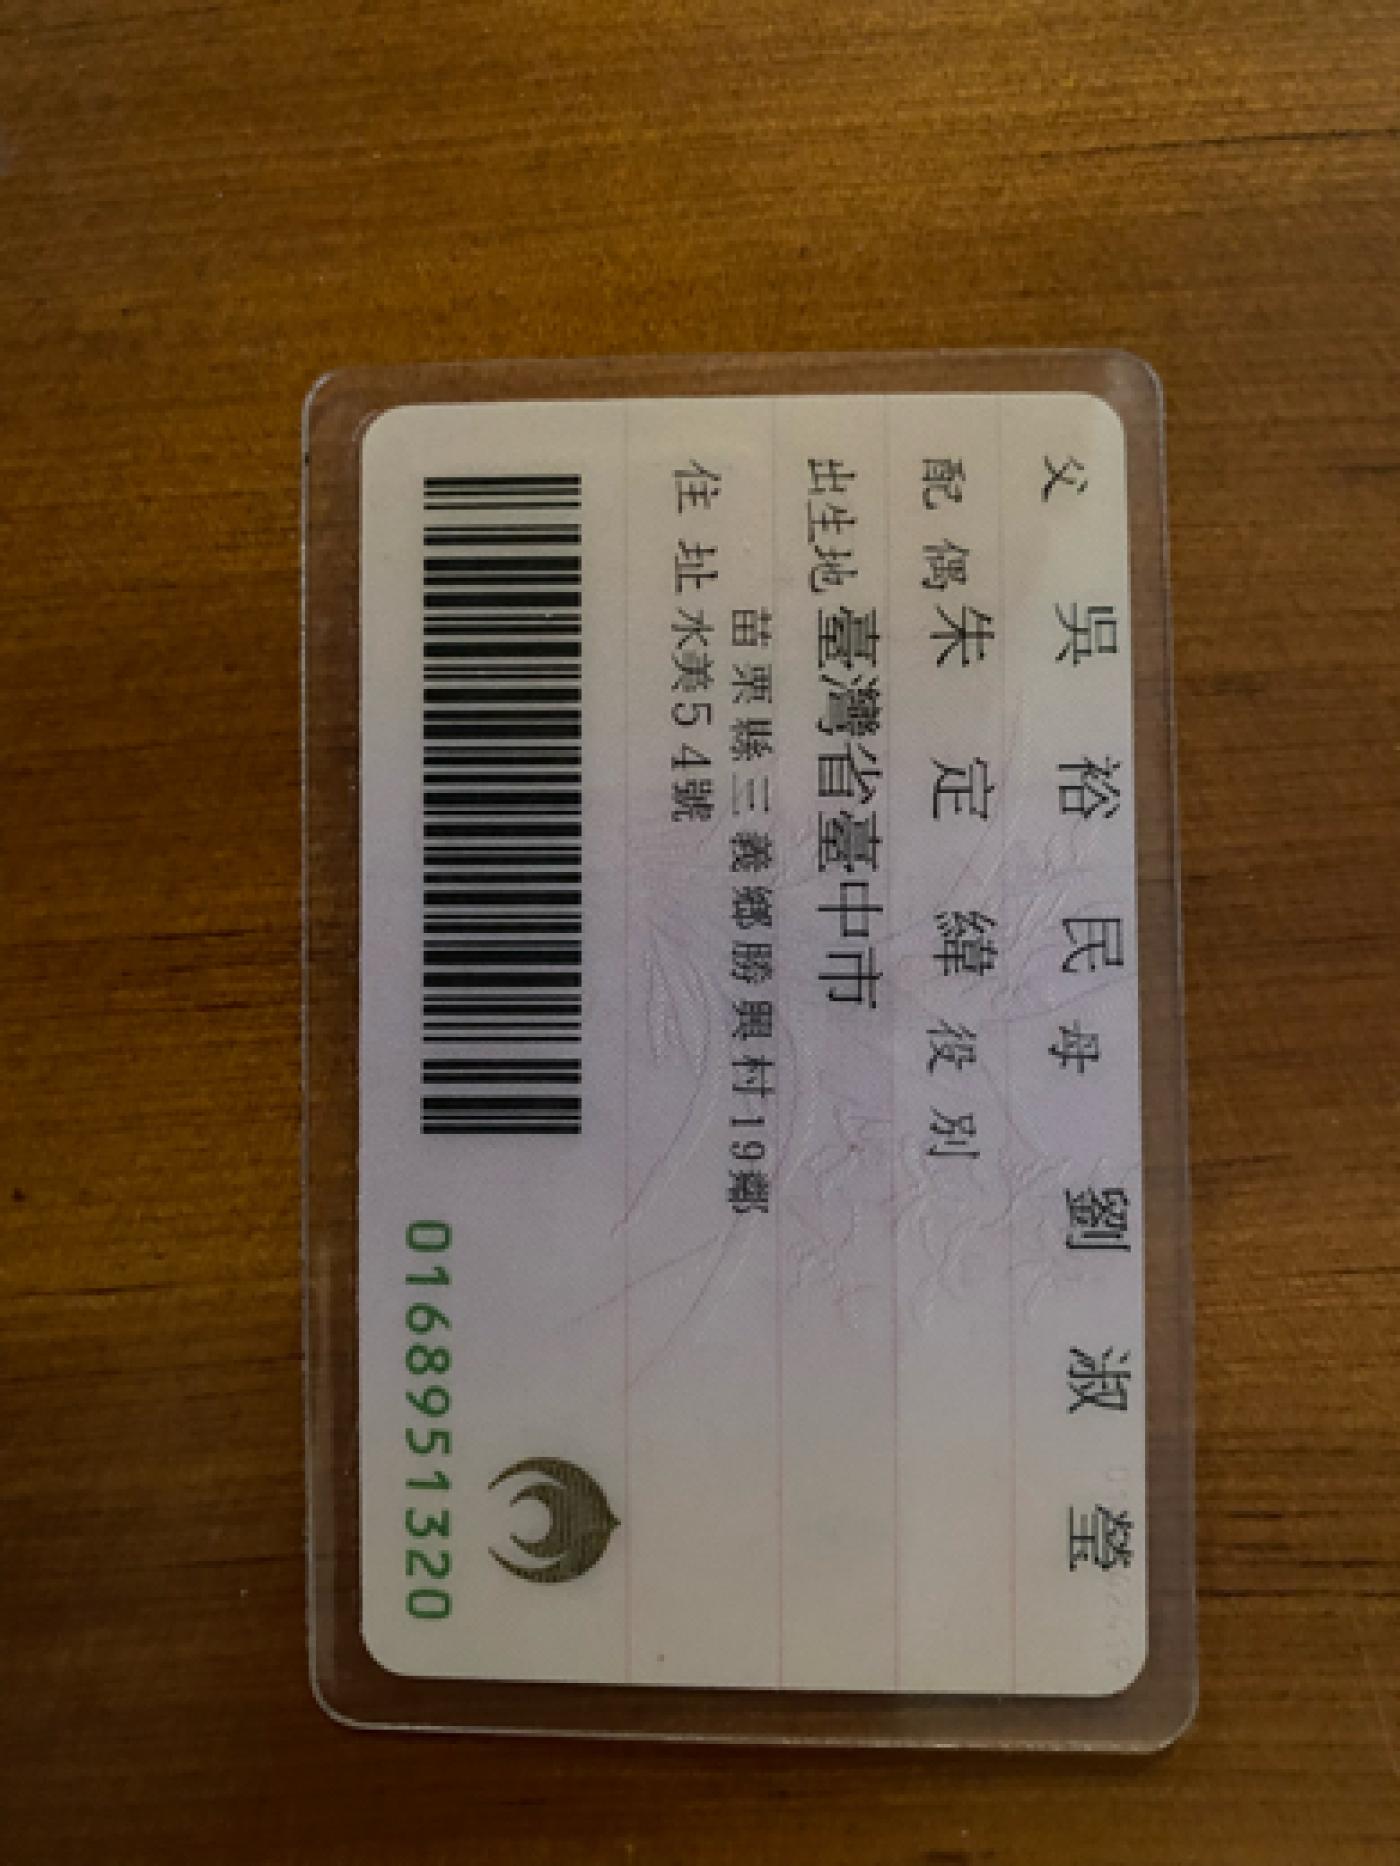 父 吳裕民 母 劉淑瑩
配偶 朱定緯 役別
出生地 臺灣省臺中市
住址 苗栗縣三義鄉勝興村19鄰
水美54號
0168951320